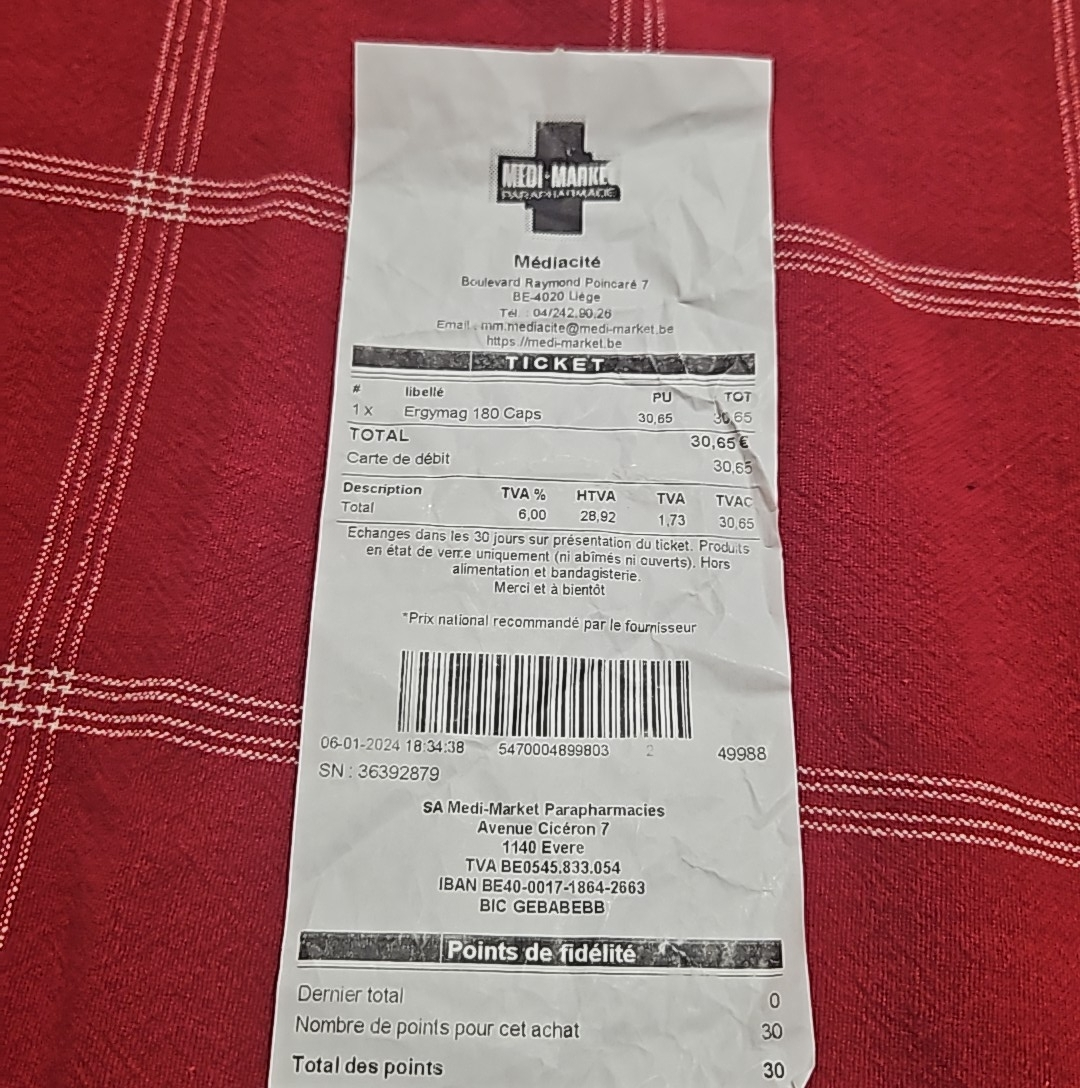 MEDI-MARKE
PARAPHARMACIE
Médiacité
Boulevard Raymond Poincaré 7
BE-4020 Liège
Tél. : 04/242.90.26
Email : mm.mediacite@medi-market.be
https://medi-market.be
TICKET
# libellé PU TOT
1 x Ergymag 180 Caps 30,65 30,65
TOTAL 30,65 €
Carte de débit 30,65
Description TVA % HTVA TVA TVAC
Total 6,00 28,92 1,73 30,65
Echanges dans les 30 jours sur présentation du ticket. Produits
en état de verre uniquement (ni abîmés ni ouverts). Hors
alimentation et bandagisterie.
Merci et à bientôt
*Prix national recommandé par le fournisseur
06-01-2024 18:34:38 5470004899803 2 49988
SN : 36392879
SA Medi-Market Parapharmacies
Avenue Cicéron 7
1140 Evere
TVA BE0545.833.054
IBAN BE40-0017-1864-2663
BIC GEBABEBB
Points de fidélité
Dernier total 0
Nombre de points pour cet achat 30
Total des points 30